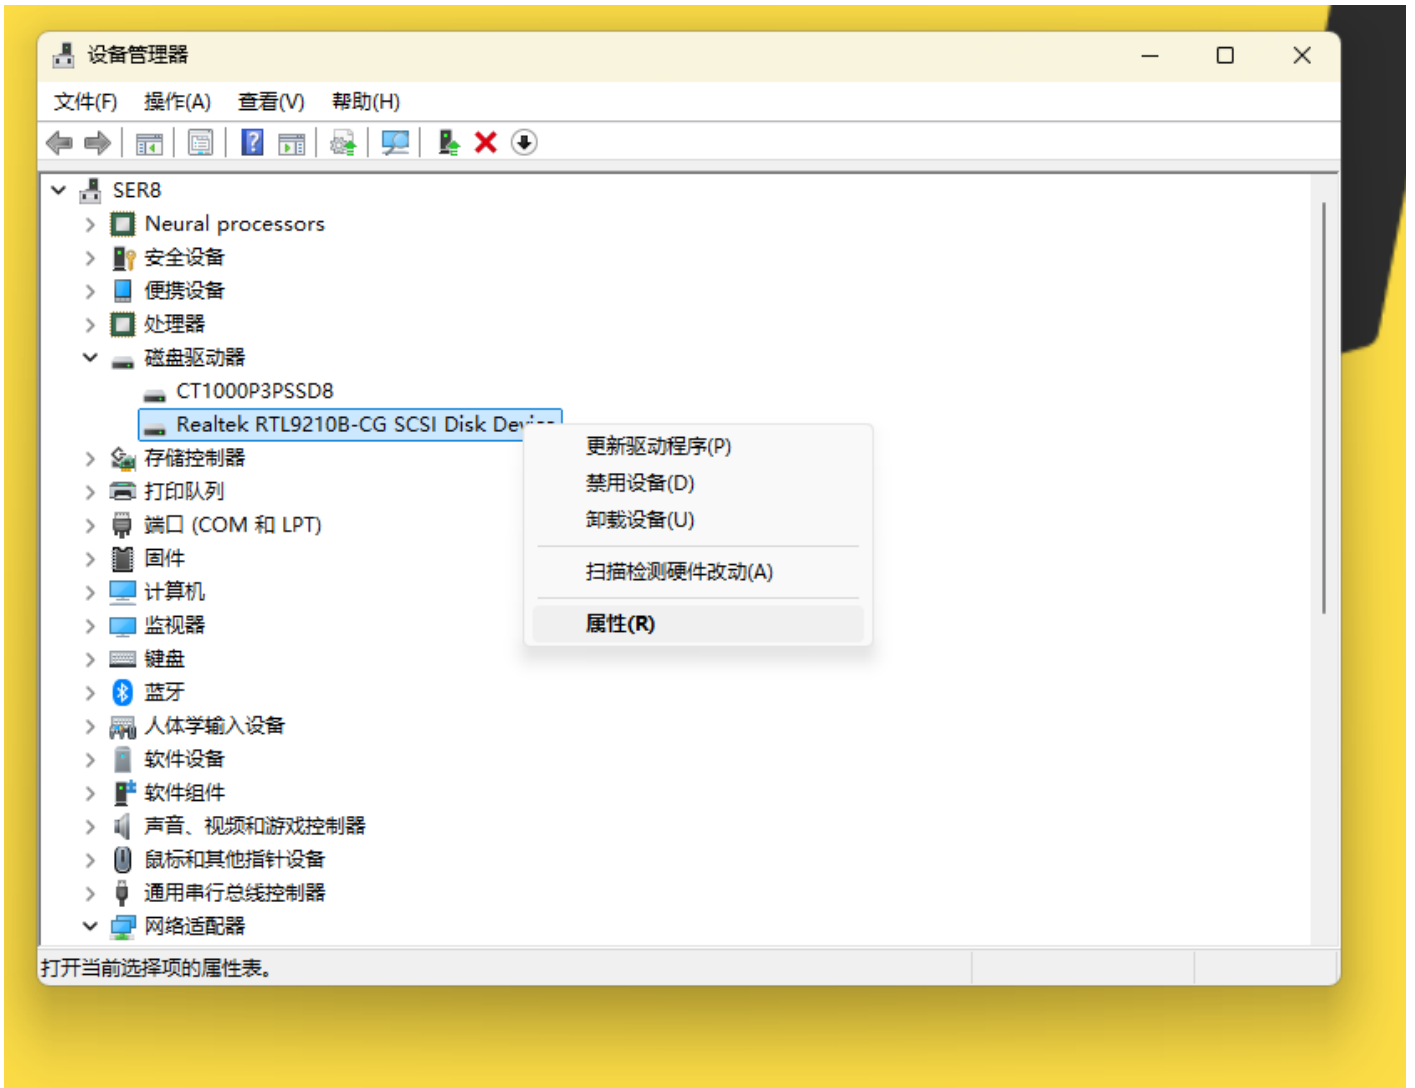 设备管理器
文件(F) 操作(A) 查看(V) 帮助(H)
SER8
Neural processors
安全设备
便携设备
处理器
磁盘驱动器
CT1000P3PSSD8
Realtek RTL9210B-CG SCSI Disk Device
更新驱动程序(P)
禁用设备(D)
卸载设备(U)
扫描检测硬件改动(A)
属性(R)
存储控制器
打印队列
端口 (COM 和 LPT)
固件
计算机
监视器
键盘
蓝牙
人体学输入设备
软件设备
软件组件
声音、视频和游戏控制器
鼠标和其他指针设备
通用串行总线控制器
网络适配器
打开当前选择项的属性表。